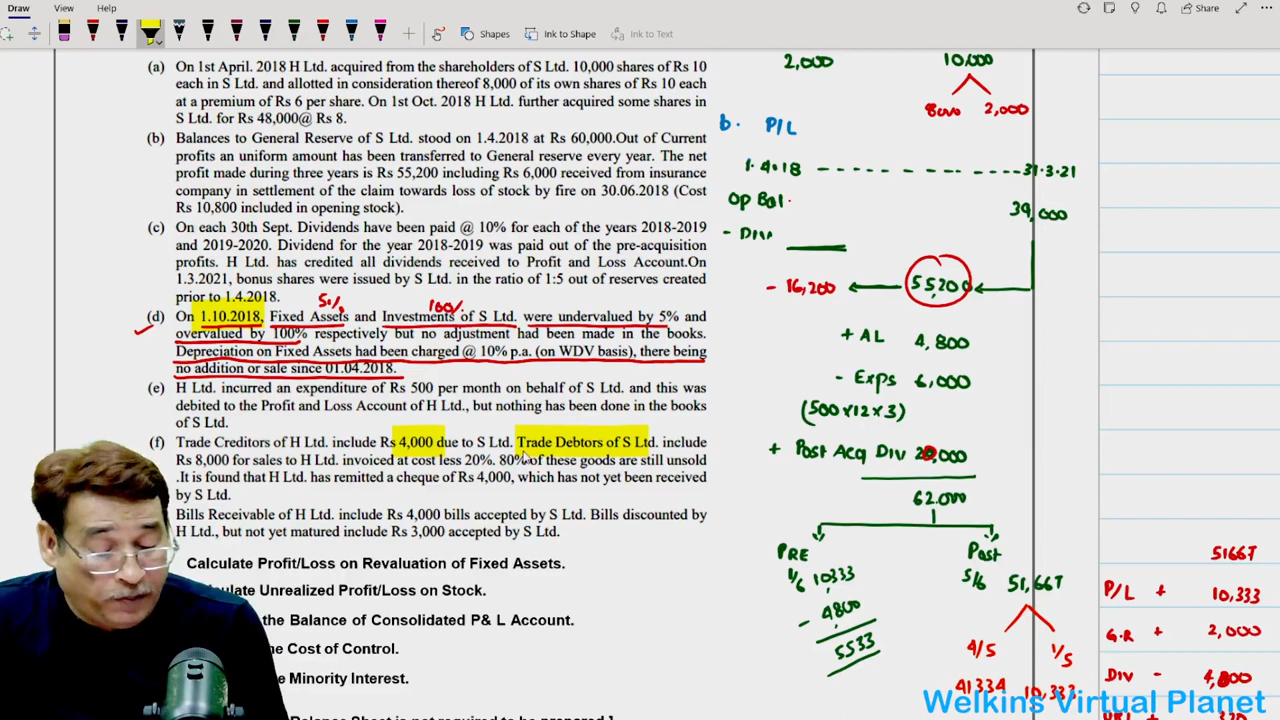 Draw View Help
Share
Shapes Ink to Shape Ink to Text
(a) On 1st April. 2018 H Ltd. acquired from the shareholders of S Ltd. 10,000 shares of Rs 10
each in S Ltd. and allotted in consideration thereof 8,000 of its own shares of Rs 10 each
at a premium of Rs 6 per share. On 1st Oct. 2018 H Ltd. further acquired some shares in
S Ltd. for Rs 48,000@ Rs 8.
(b) Balances to General Reserve of S Ltd. stood on 1.4.2018 at Rs 60,000.Out of Current
profits an uniform amount has been transferred to General reserve every year. The net
profit made during three years is Rs 55,200 including Rs 6,000 received from insurance
company in settlement of the claim towards loss of stock by fire on 30.06.2018 (Cost
Rs 10,800 included in opening stock).
(c) On each 30th Sept. Dividends have been paid @ 10% for each of the years 2018-2019
and 2019-2020. Dividend for the year 2018-2019 was paid out of the pre-acquisition
profits. H Ltd. has credited all dividends received to Profit and Loss Account.On
1.3.2021, bonus shares were issued by S Ltd. in the ratio of 1:5 out of reserves created
prior to 1.4.2018.
5% 100%
(d) On 1.10.2018, Fixed Assets and Investments of S Ltd. were undervalued by 5% and
overvalued by 100% respectively but no adjustment had been made in the books.
Depreciation on Fixed Assets had been charged @ 10% p.a. (on WDV basis), there being
no addition or sale since 01.04.2018.
(e) H Ltd. incurred an expenditure of Rs 500 per month on behalf of S Ltd. and this was
debited to the Profit and Loss Account of H Ltd., but nothing has been done in the books
of S Ltd.
(f) Trade Creditors of H Ltd. include Rs 4,000 due to S Ltd. Trade Debtors of S Ltd. include
Rs 8,000 for sales to H Ltd. invoiced at cost less 20%. 80% of these goods are still unsold
.It is found that H Ltd. has remitted a cheque of Rs 4,000, which has not yet been received
by S Ltd.
Bills Receivable of H Ltd. include Rs 4,000 bills accepted by S Ltd. Bills discounted by
H Ltd., but not yet matured include Rs 3,000 accepted by S Ltd.
Calculate Profit/Loss on Revaluation of Fixed Assets.
Unrealized Profit/Loss on Stock.
the Balance of Consolidated P& L Account.
the Cost of Control.
the Minority Interest.
Balance Sheet is not required to be prepared.]
2,000 10,000
8000 2,000
b. P/L
1.4.18 31.3.21
Op Bal 39,000
- Div
- 16,200 55,200
+ AL 4,800
- Exps 6,000
(500×12×3)
+ Post Acq Div 20,000
62,000
PRE Post
1/6 10333 5/6 51,667
- 4800
5533
4/5 1/5
41334 10,333
51667
P/L + 10,333
G.R + 2,000
Div - 4,800
320
Welkins Virtual Planet